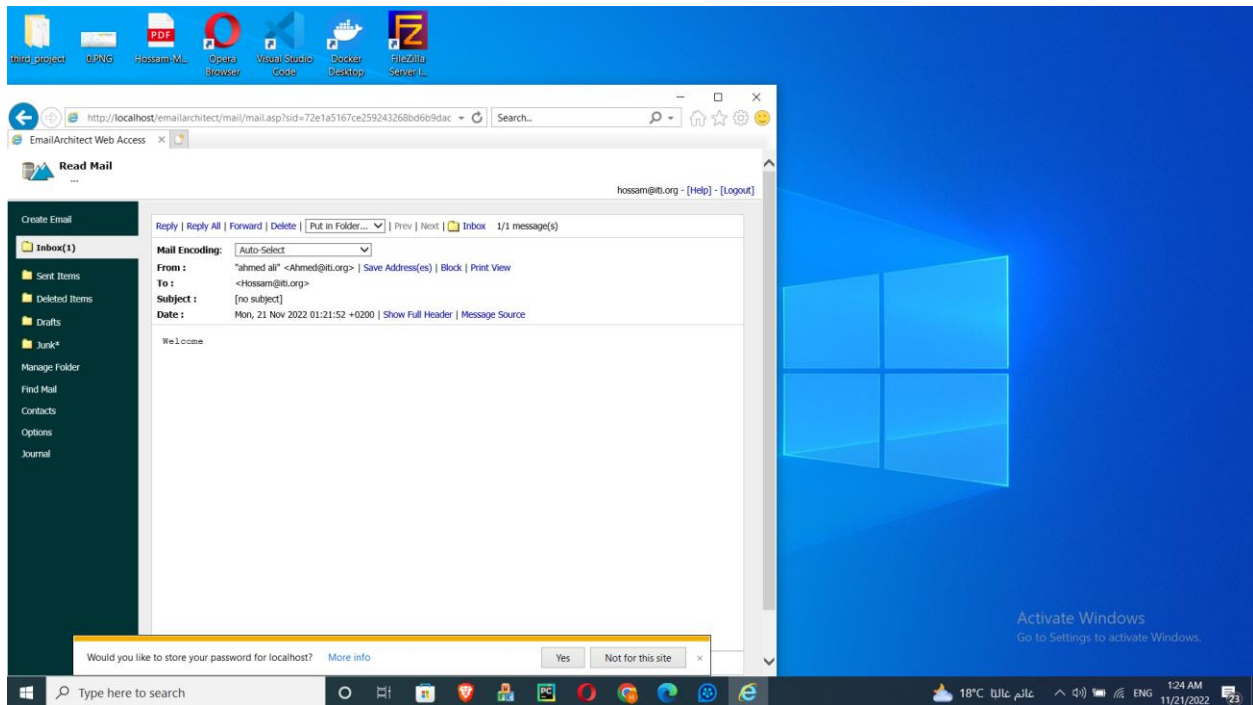 PDF
third_project
0.PNG
Hossam-M...
Opera
Browser
Visual Studio
Code
Docker
Desktop
FileZilla
Server I...
http://localhost/emailarchitect/mail/mail.asp?sid=72e1a5167ce259243268bd6b9dac
Search...
EmailArchitect Web Access
Read Mail
...
hossam@iti.org - [Help] - [Logout]
Create Email
Inbox(1)
Sent Items
Deleted Items
Drafts
Junk*
Manage Folder
Find Mail
Contacts
Options
Journal
Reply | Reply All | Forward | Delete | Put in Folder... | Prev | Next | Inbox 1/1 message(s)
Mail Encoding: Auto-Select
From : "ahmed ali" <Ahmed@iti.org> | Save Address(es) | Block | Print View
To : <Hossam@iti.org>
Subject : [no subject]
Date : Mon, 21 Nov 2022 01:21:52 +0200 | Show Full Header | Message Source
Welcome
Would you like to store your password for localhost? More info Yes Not for this site
Activate Windows
Go to Settings to activate Windows.
Type here to search
PC
18°C غائم غالبا
ENG
1:24 AM
11/21/2022
23